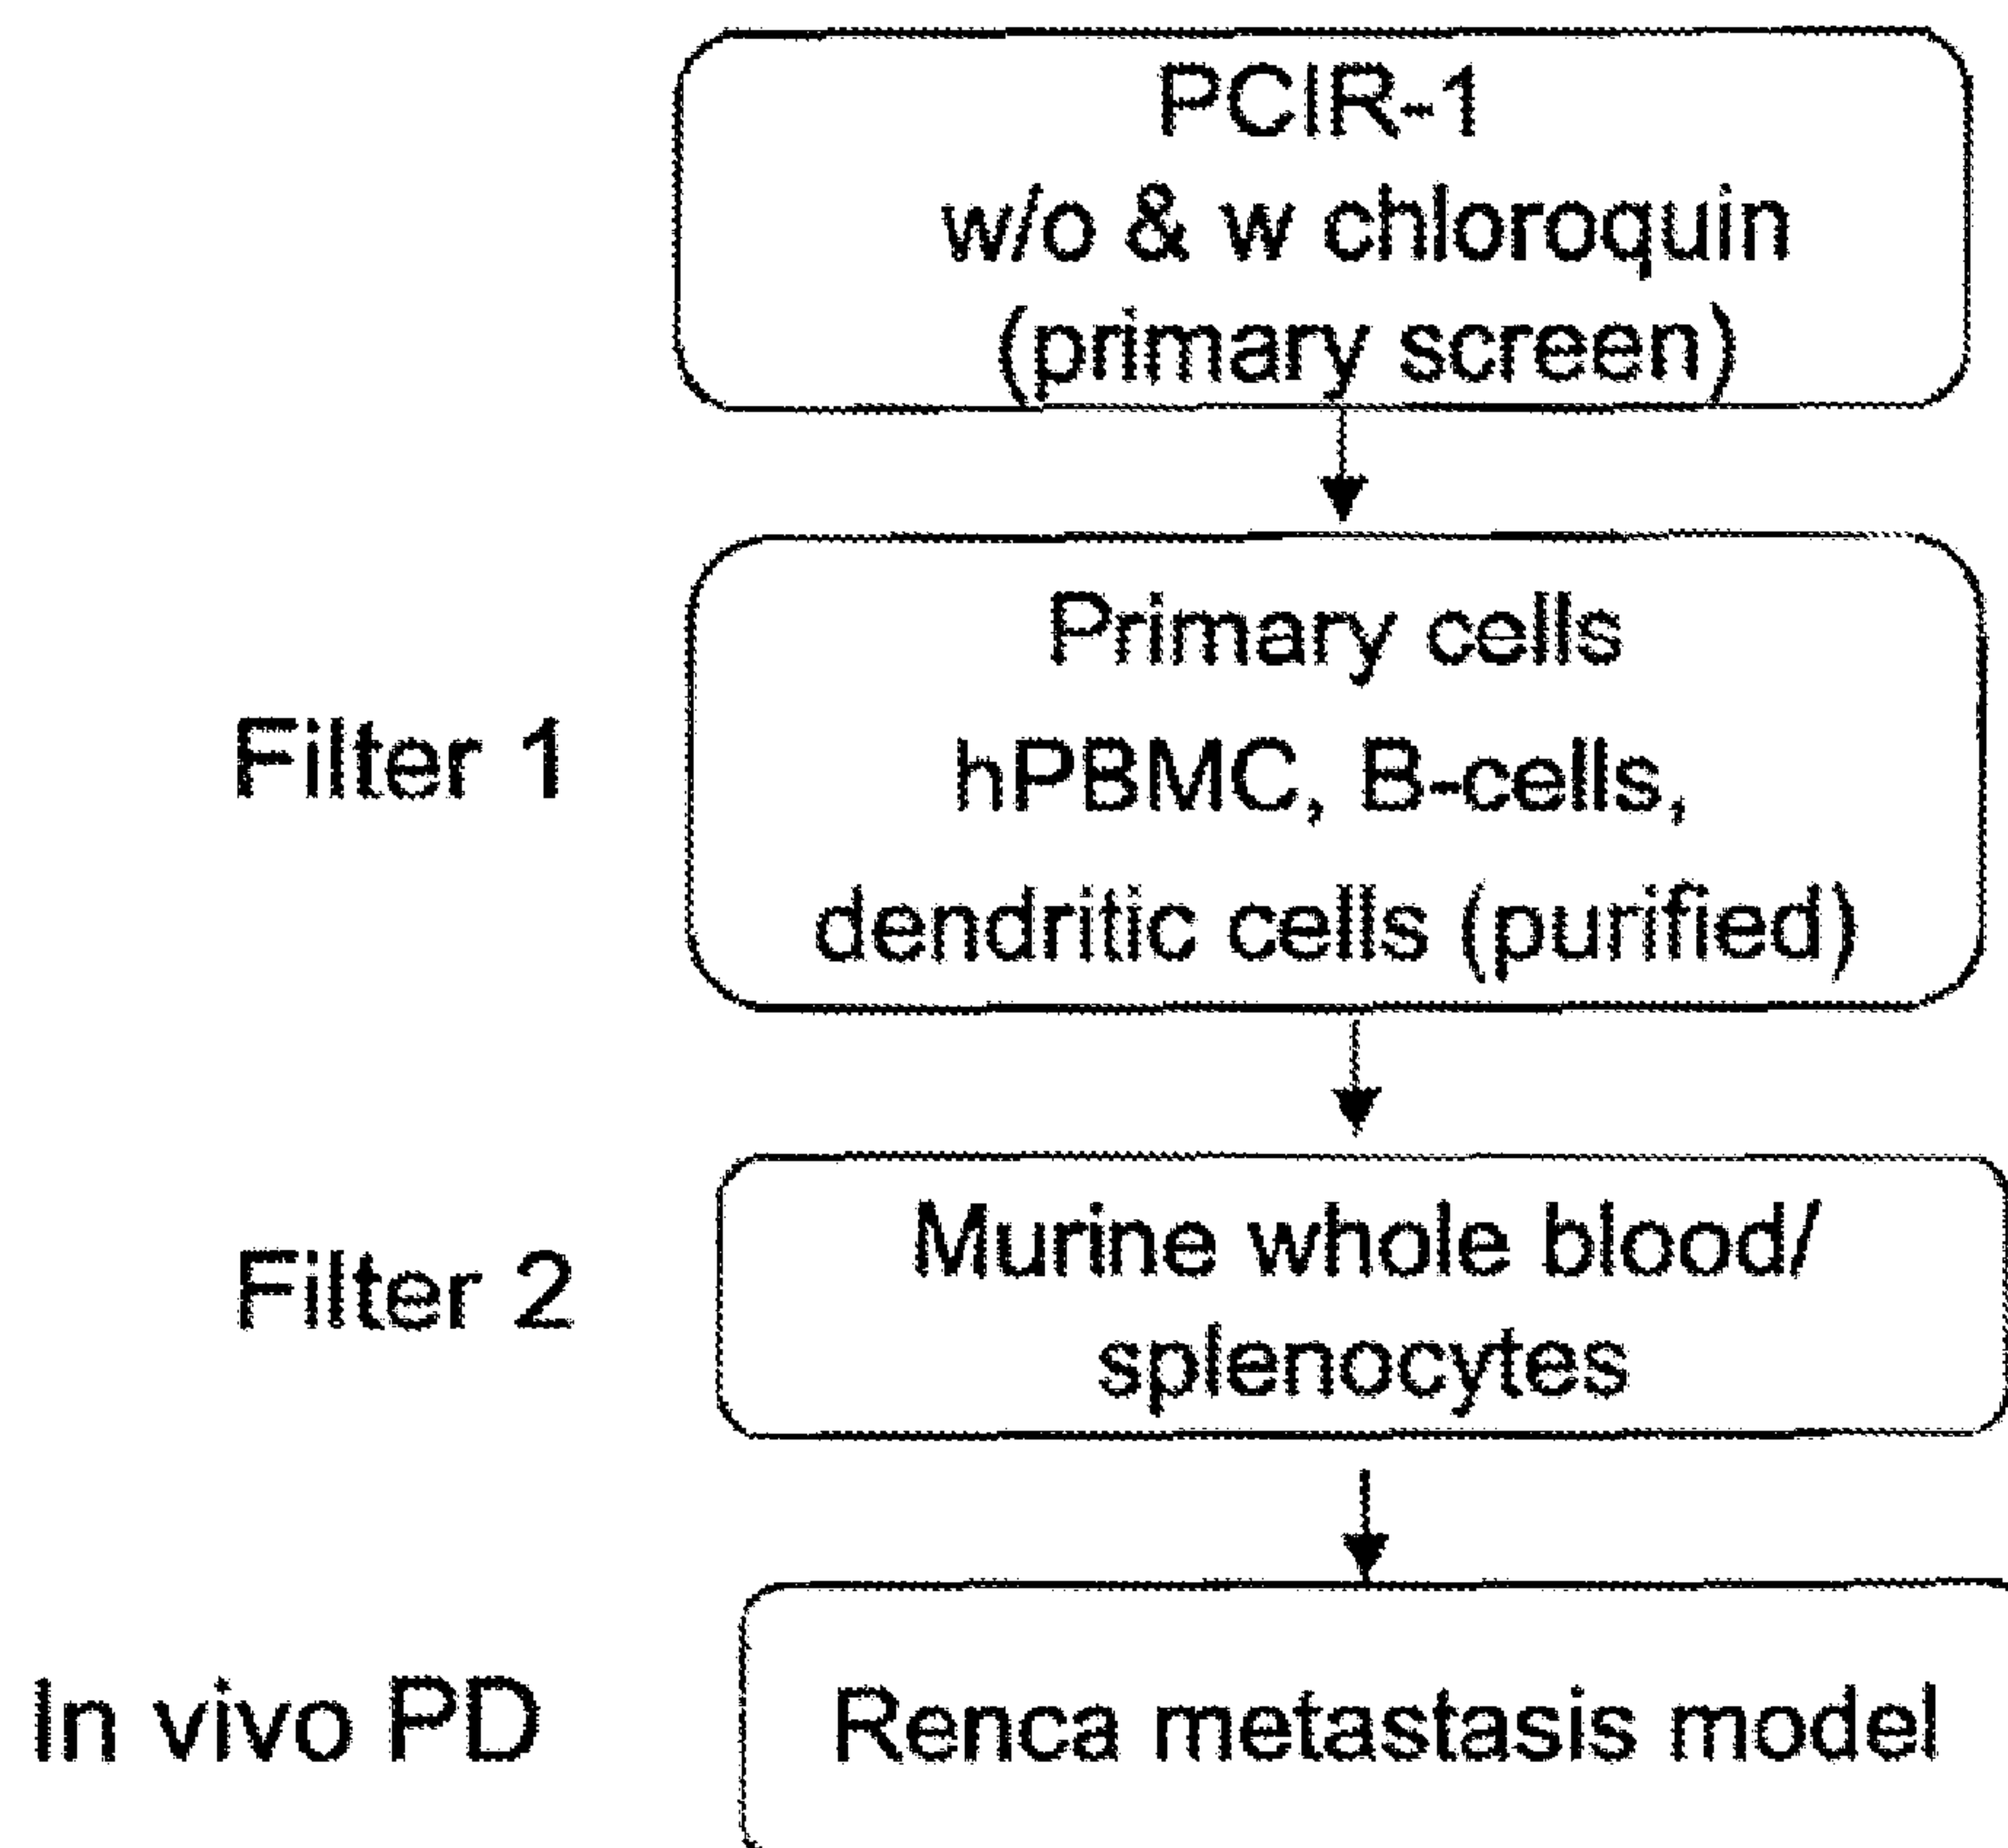 PCIR-1
w/o & w chloroquin
(primary screen)
Filter 1
Primary cells
hPBMC, B-cells,
dendritic cells (purified)
Filter 2
Murine whole blood/
splenocytes
In vivo PD
Renca metastasis model